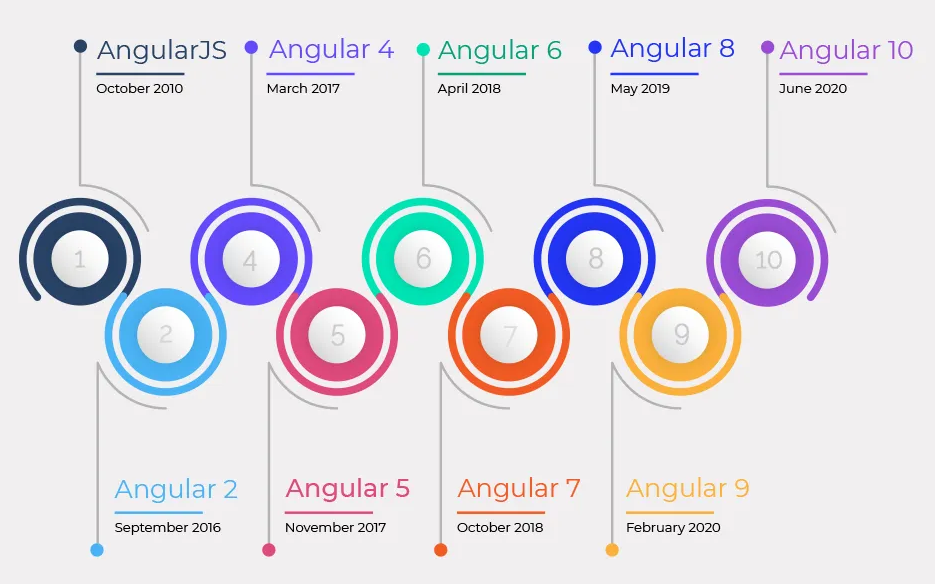 AngularJS
October 2010
Angular 4
March 2017
Angular 6
April 2018
Angular 8
May 2019
Angular 10
June 2020
1
4
6
8
10
2
5
7
9
Angular 2
September 2016
Angular 5
November 2017
Angular 7
October 2018
Angular 9
February 2020